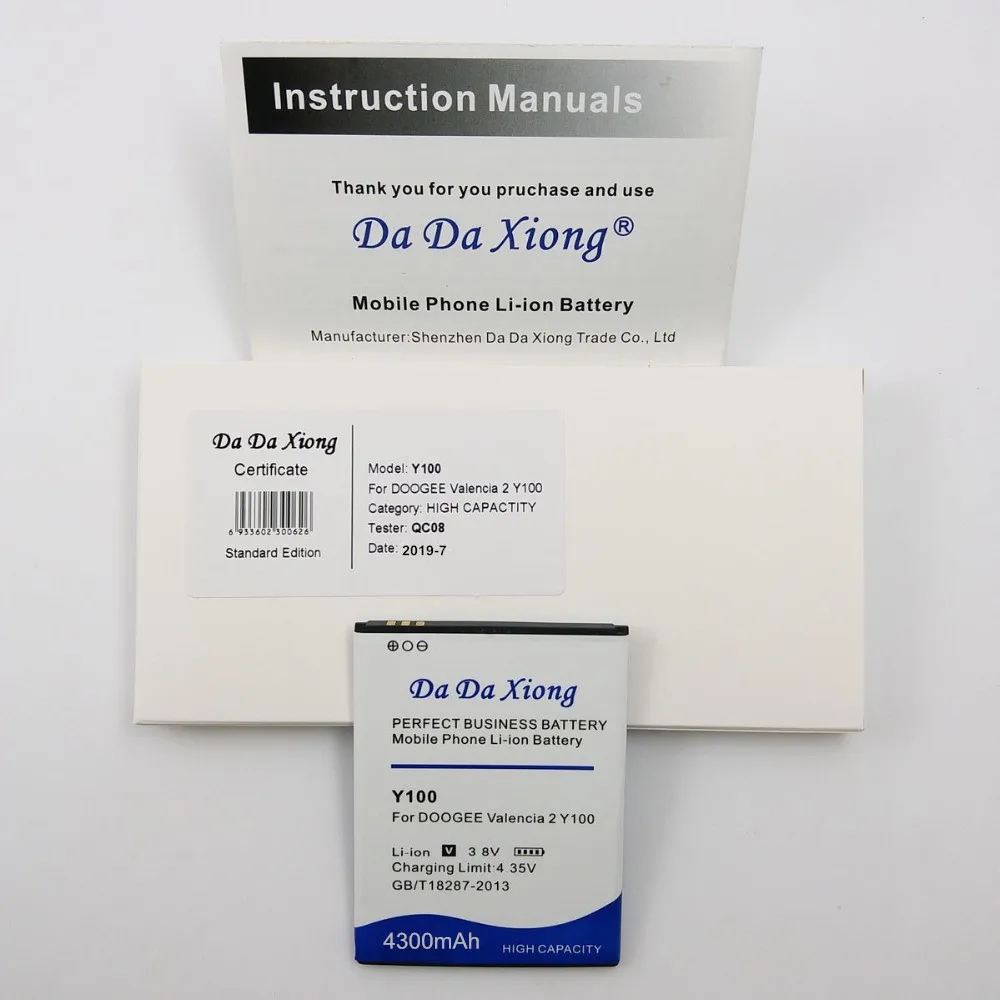 Instruction Manuals
Thank you for you pruchase and use
Da Da Xiong®
Mobile Phone Li-ion Battery
Manufacturer:Shenzhen Da Da Xiong Trade Co., Ltd
Da Da Xiong
Certificate
6 933602 300626
Standard Edition
Model: Y100
For DOOGEE Valencia 2 Y100
Category: HIGH CAPACTITY
Tester: QC08
Date: 2019-7
Da Da Xiong
PERFECT BUSINESS BATTERY
Mobile Phone Li-ion Battery
Y100
For DOOGEE Valencia 2 Y100
Li-ion V 3 8V
Charging Limit:4 35V
GB/T18287-2013
4300mAh
HIGH CAPACITY